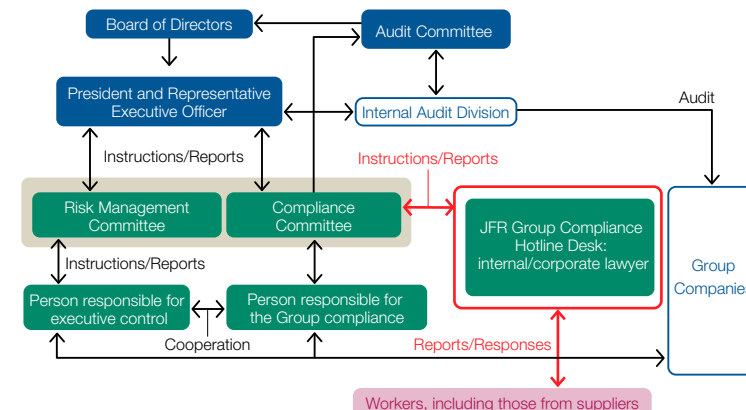 Board of Directors
Audit Committee
President and Representative
Executive Officer
Internal Audit Division
Audit
Instructions/Reports
Instructions/Reports
Risk Management
Committee
Compliance
Committee
JFR Group Compliance
Hotline Desk:
internal/corporate lawyer
Group
Companies
Instructions/Reports
Person responsible for
executive control
Person responsible for
the Group compliance
Cooperation
Reports/Responses
Workers, including those from suppliers